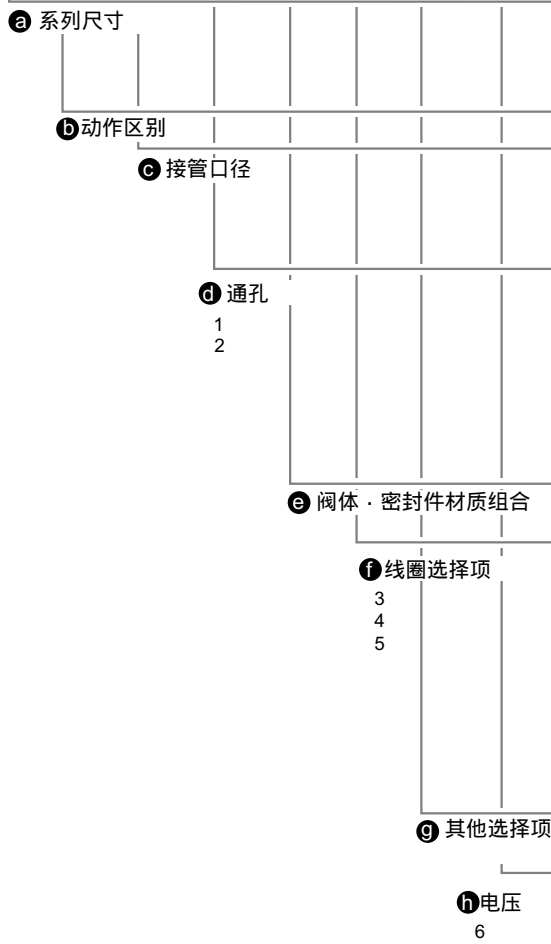 a 系列尺寸
b 动作区别
c 接管口径
d 通孔
1
2
e 阀体·密封件材质组合
f 线圈选择项
3
4
5
g 其他选择项
h 电压
6